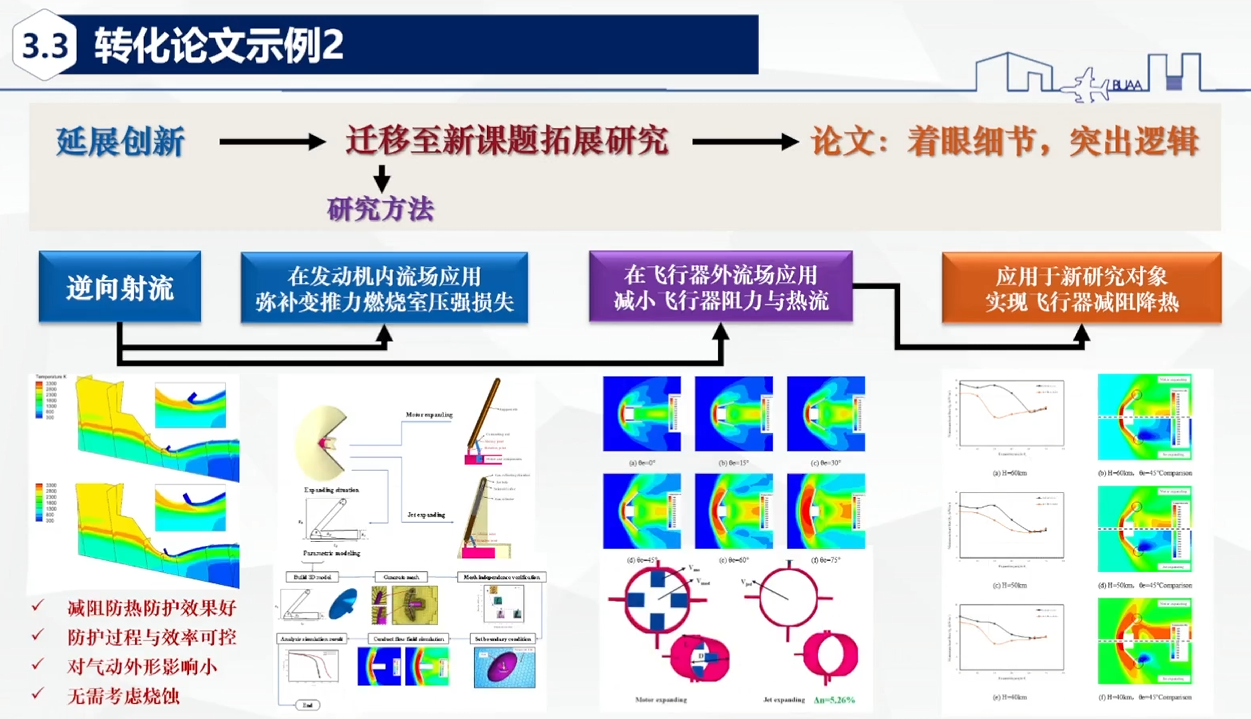 3.3 转化论文示例2
BUAA
延展创新
迁移至新课题拓展研究
论文：着眼细节，突出逻辑
研究方法
逆向射流
在发动机内流场应用
弥补变推力燃烧室压强损失
在飞行器外流场应用
减小飞行器阻力与热流
应用于新研究对象
实现飞行器减阻降热
Temperature K
3300
3300
Motor expanding
Expanding situation
Jet expanding
Parametric modeling
Build 3D model
Generate mesh
Mesh independence verification
Analysis simulation result
Conduct flow field simulation
Set boundary condition
End
(a) θe=0°
(b) θe=15°
(c) θe=30°
(d) θe=45°
(e) θe=60°
(f) θe=75°
Motor expanding
Jet expanding
Δn=5.26%
(a) H=60km
(b) H=60km, θe=45°Comparison
(c) H=50km
(d) H=50km, θe=45°Comparison
(e) H=40km
(f) H=40km, θe=45°Comparison
✓ 减阻防热防护效果好
✓ 防护过程与效率可控
✓ 对气动外形影响小
✓ 无需考虑烧蚀